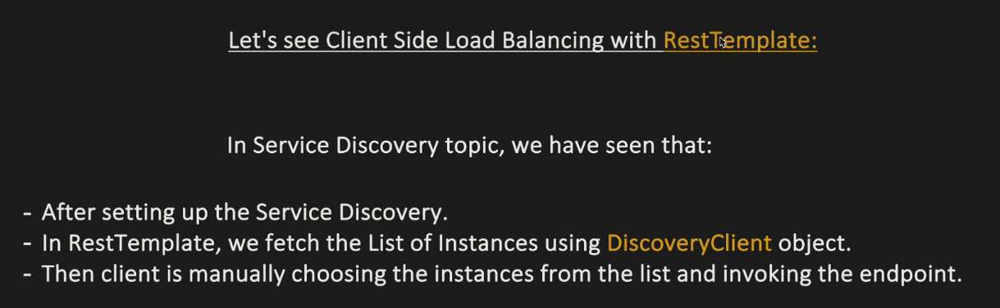 Let's see Client Side Load Balancing with RestTemplate:
In Service Discovery topic, we have seen that:
- After setting up the Service Discovery.
- In RestTemplate, we fetch the List of Instances using DiscoveryClient object.
- Then client is manually choosing the instances from the list and invoking the endpoint.